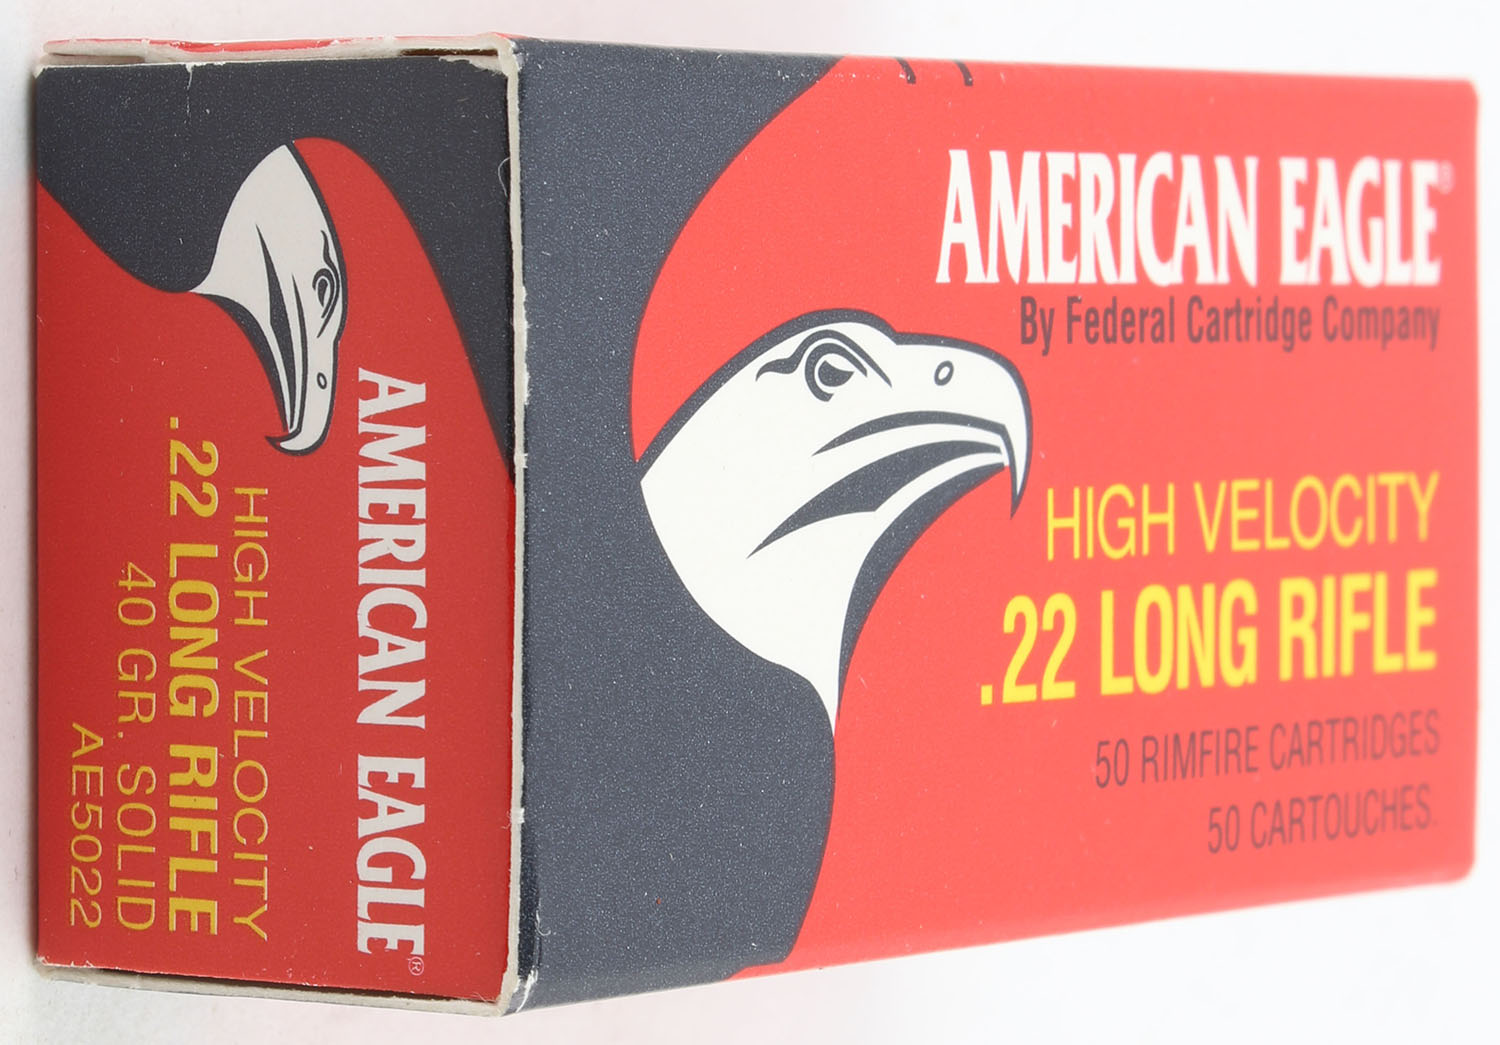 AMERICAN EAGLE®
By Federal Cartridge Company
HIGH VELOCITY
.22 LONG RIFLE
50 RIMFIRE CARTRIDGES
50 CARTOUCHES.
AMERICAN EAGLE®
HIGH VELOCITY
.22 LONG RIFLE
40 GR. SOLID
AE5022